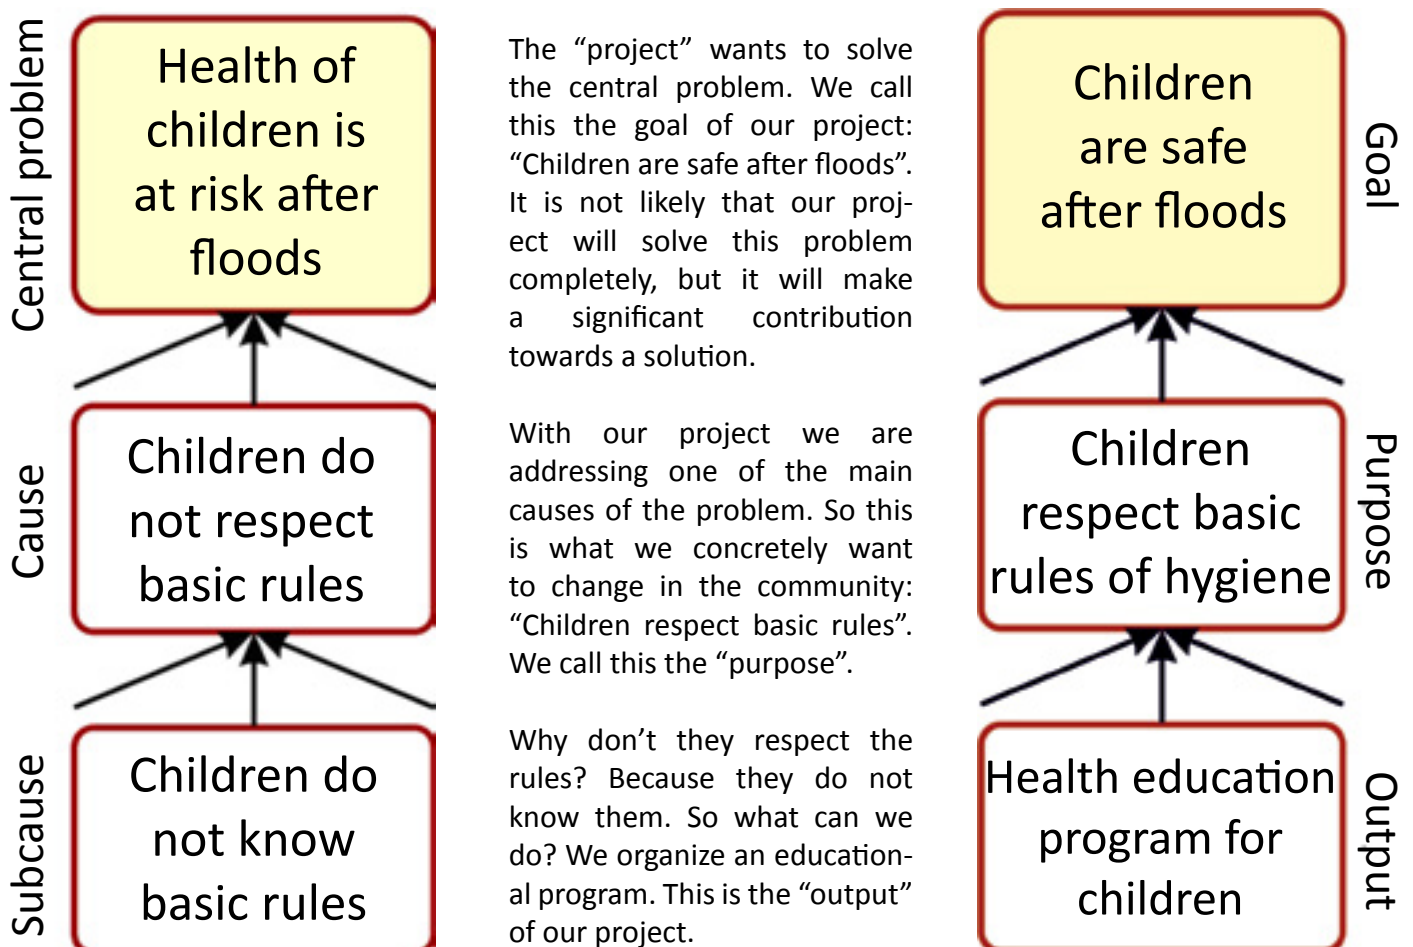 Central problem
Health of
children is
at risk after
floods
Cause
Children do
not respect
basic rules
Subcause
Children do
not know
basic rules
The “project” wants to solve
the central problem. We call
this the goal of our project:
“Children are safe after floods”.
It is not likely that our proj-
ect will solve this problem
completely, but it will make
a significant contribution
towards a solution.
With our project we are
addressing one of the main
causes of the problem. So this
is what we concretely want
to change in the community:
“Children respect basic rules”.
We call this the “purpose”.
Why don’t they respect the
rules? Because they do not
know them. So what can we
do? We organize an education-
al program. This is the “output”
of our project.
Children
are safe
after floods
Goal
Children
respect basic
rules of hygiene
Purpose
Health education
program for
children
Output